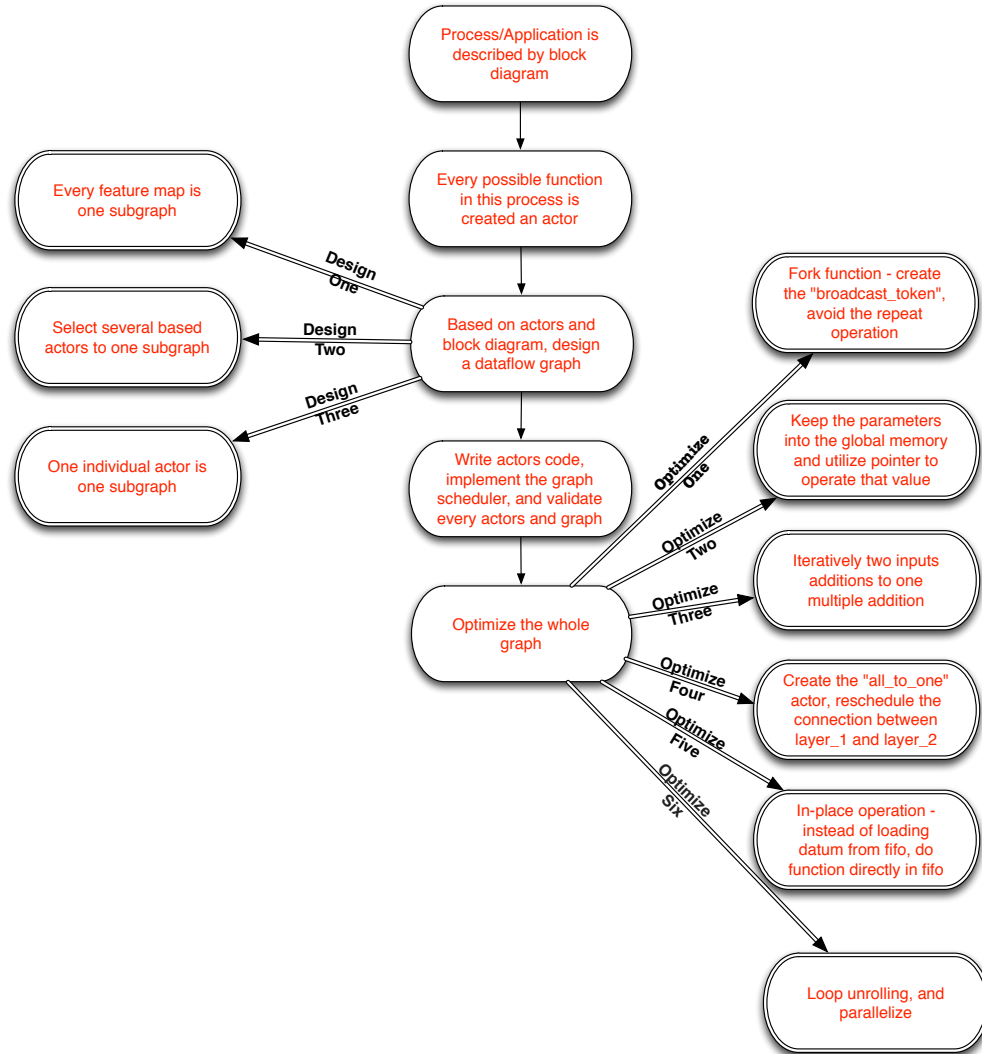 Process/Application is
described by block
diagram
Every possible function
in this process is
created an actor
Every feature map is
one subgraph
Design
One
Fork function - create
the "broadcast_token",
avoid the repeat
operation
Select several based
actors to one subgraph
Design
Two
Based on actors and
block diagram, design
a dataflow graph
Design
Three
One individual actor is
one subgraph
Write actors code,
implement the graph
scheduler, and validate
every actors and graph
Optimize
One
Keep the parameters
into the global memory
and utilize pointer to
operate that value
Optimize
Two
Iteratively two inputs
additions to one
multiple addition
Optimize
Three
Optimize the whole
graph
Optimize
Four
Create the "all_to_one"
actor, reschedule the
connection between
layer_1 and layer_2
Optimize
Five
Optimize
Six
In-place operation -
instead of loading
datum from fifo, do
function directly in fifo
Loop unrolling, and
parallelize